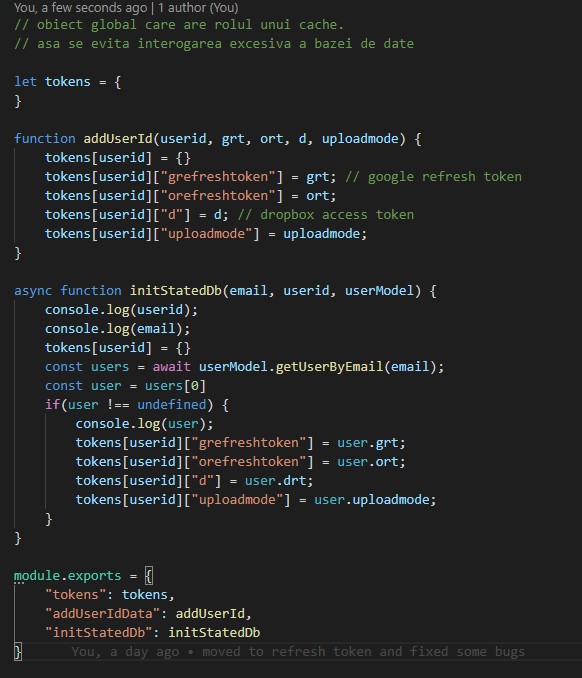 You, a few seconds ago | 1 author (You)
// obiect global care are rolul unui cache.
// asa se evita interogarea excesiva a bazei de date
let tokens = {
}
function addUserId(userid, grt, ort, d, uploadmode) {
    tokens[userid] = {}
    tokens[userid]["grefreshtoken"] = grt; // google refresh token
    tokens[userid]["orefreshtoken"] = ort;
    tokens[userid]["d"] = d; // dropbox access token
    tokens[userid]["uploadmode"] = uploadmode;
}
async function initStatedDb(email, userid, userModel) {
    console.log(userid);
    console.log(email);
    tokens[userid] = {}
    const users = await userModel.getUserByEmail(email);
    const user = users[0]
    if(user !== undefined) {
        console.log(user);
        tokens[userid]["grefreshtoken"] = user.grt;
        tokens[userid]["orefreshtoken"] = user.ort;
        tokens[userid]["d"] = user.drt;
        tokens[userid]["uploadmode"] = user.uploadmode;
    }
}
module.exports = {
    "tokens": tokens,
    "addUserIdData": addUserId,
    "initStatedDb": initStatedDb
}    You, a day ago • moved to refresh token and fixed some bugs